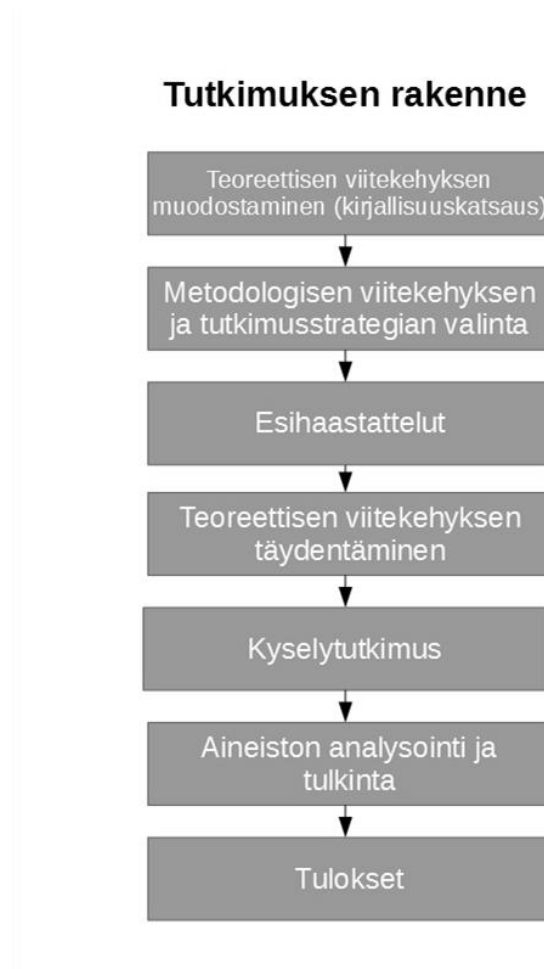 Tutkimuksen rakenne
Teoreettisen viitekehyksen
muodostaminen (kirjallisuuskatsaus)
Metodologisen viitekehyksen
ja tutkimusstrategian valinta
Esihaastattelut
Teoreettisen viitekehyksen
täydentäminen
Kyselytutkimus
Aineiston analysointi ja
tulkinta
Tulokset